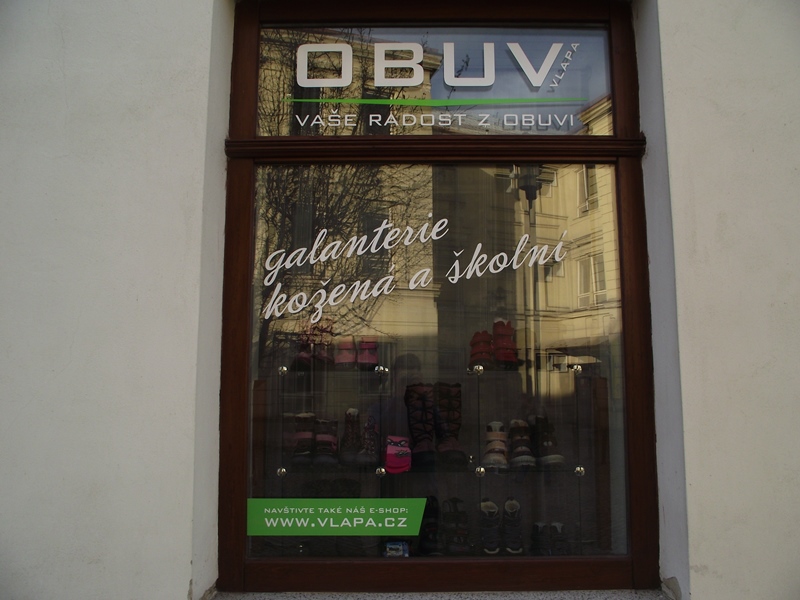 OBUV
VLAPA
VAŠE RADOST Z OBUVI
galanterie
kožená a školní
NAVŠTIVTE TAKÉ NÁŠ E-SHOP:
WWW.VLAPA.CZ